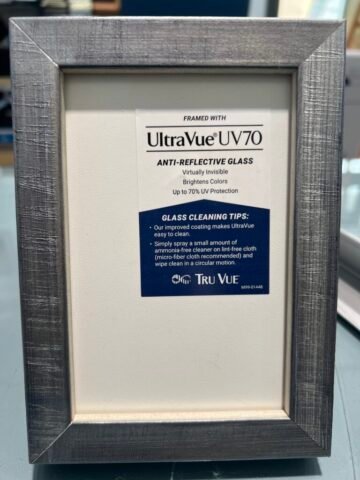 FRAMED WITH
UltraVue® UV70
ANTI-REFLECTIVE GLASS
Virtually Invisible
Brightens Colors
Up to 70% UV Protection
GLASS CLEANING TIPS:
• Our improved coating makes UltraVue
easy to clean.
• Simply spray a small amount of
ammonia-free cleaner on lint-free cloth
(micro-fiber cloth recommended) and
wipe clean in a circular motion.
TRU VUE